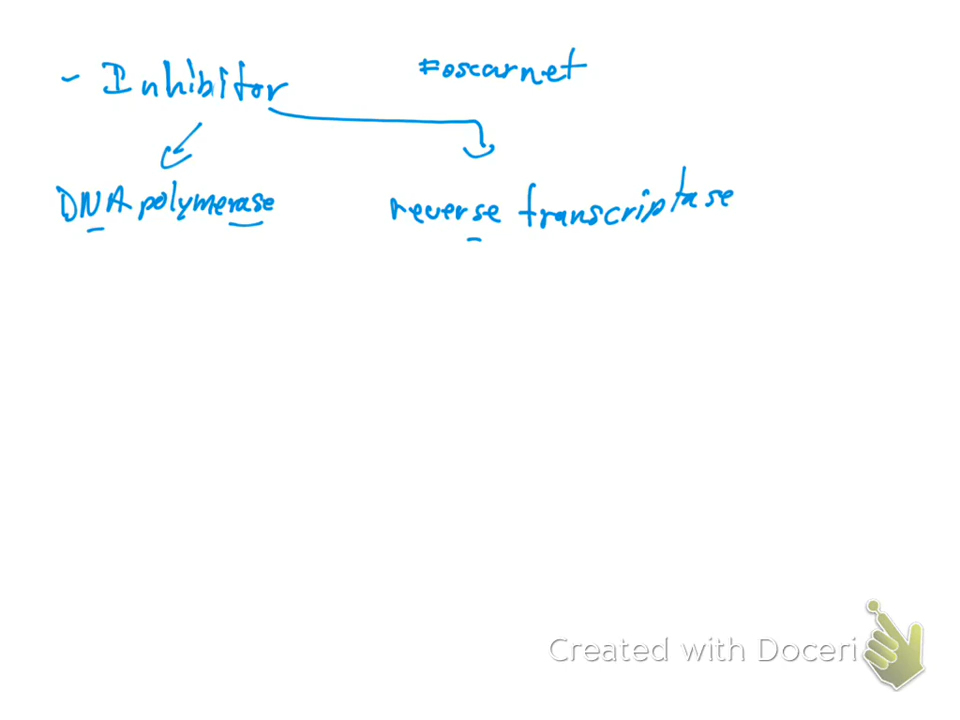 - Inhibitor Foscarnet
DNA polymerase reverse transcriptase
Created with Doceri